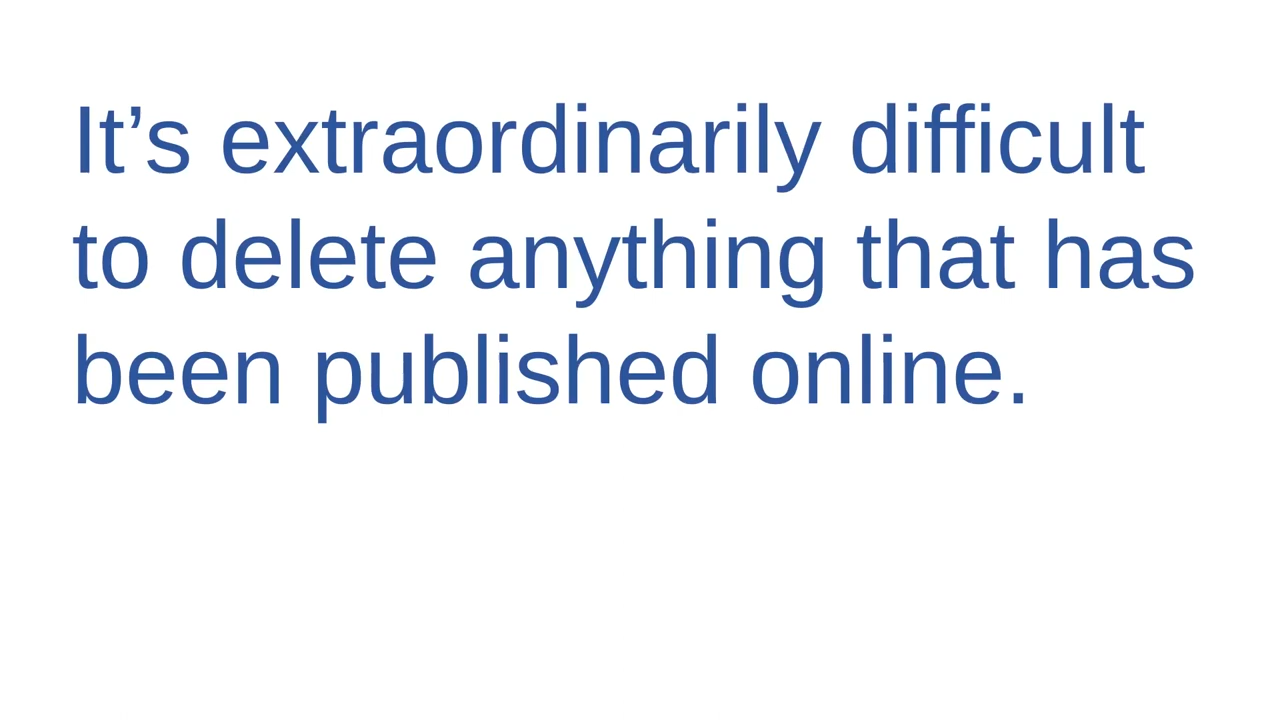 It’s extraordinarily difficult
to delete anything that has
been published online.